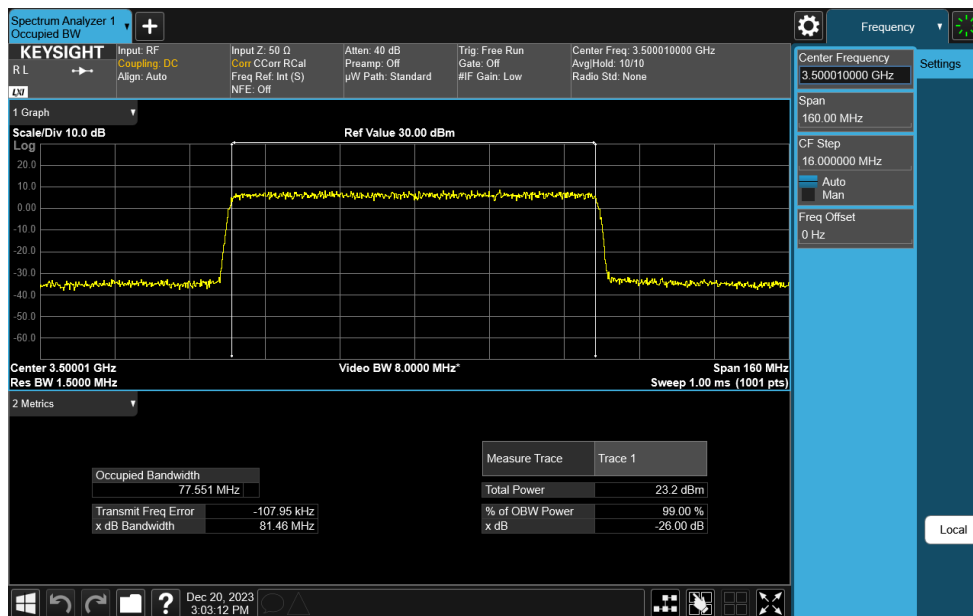 Spectrum Analyzer 1
Occupied BW
+
Frequency
KEYSIGHT
R L
LXI
Input: RF
Coupling: DC
Align: Auto
Input Z: 50 Ω
Corr CCorr RCal
Freq Ref: Int (S)
NFE: Off
Atten: 40 dB
Preamp: Off
µW Path: Standard
Trig: Free Run
Gate: Off
#IF Gain: Low
Center Freq: 3.500010000 GHz
Avg|Hold: 10/10
Radio Std: None
Center Frequency
3.500010000 GHz
Settings
Span
160.00 MHz
CF Step
16.000000 MHz
Auto
Man
Freq Offset
0 Hz
Local
1 Graph
Scale/Div 10.0 dB
Ref Value 30.00 dBm
Log
20.0
10.0
0.00
-10.0
-20.0
-30.0
-40.0
-50.0
-60.0
Center 3.50001 GHz
Video BW 8.0000 MHz*
Span 160 MHz
Res BW 1.5000 MHz
Sweep 1.00 ms (1001 pts)
2 Metrics
Occupied Bandwidth
77.551 MHz
Transmit Freq Error -107.95 kHz
x dB Bandwidth 81.46 MHz
Measure Trace Trace 1
Total Power 23.2 dBm
% of OBW Power 99.00 %
x dB -26.00 dB
?
Dec 20, 2023
3:03:12 PM